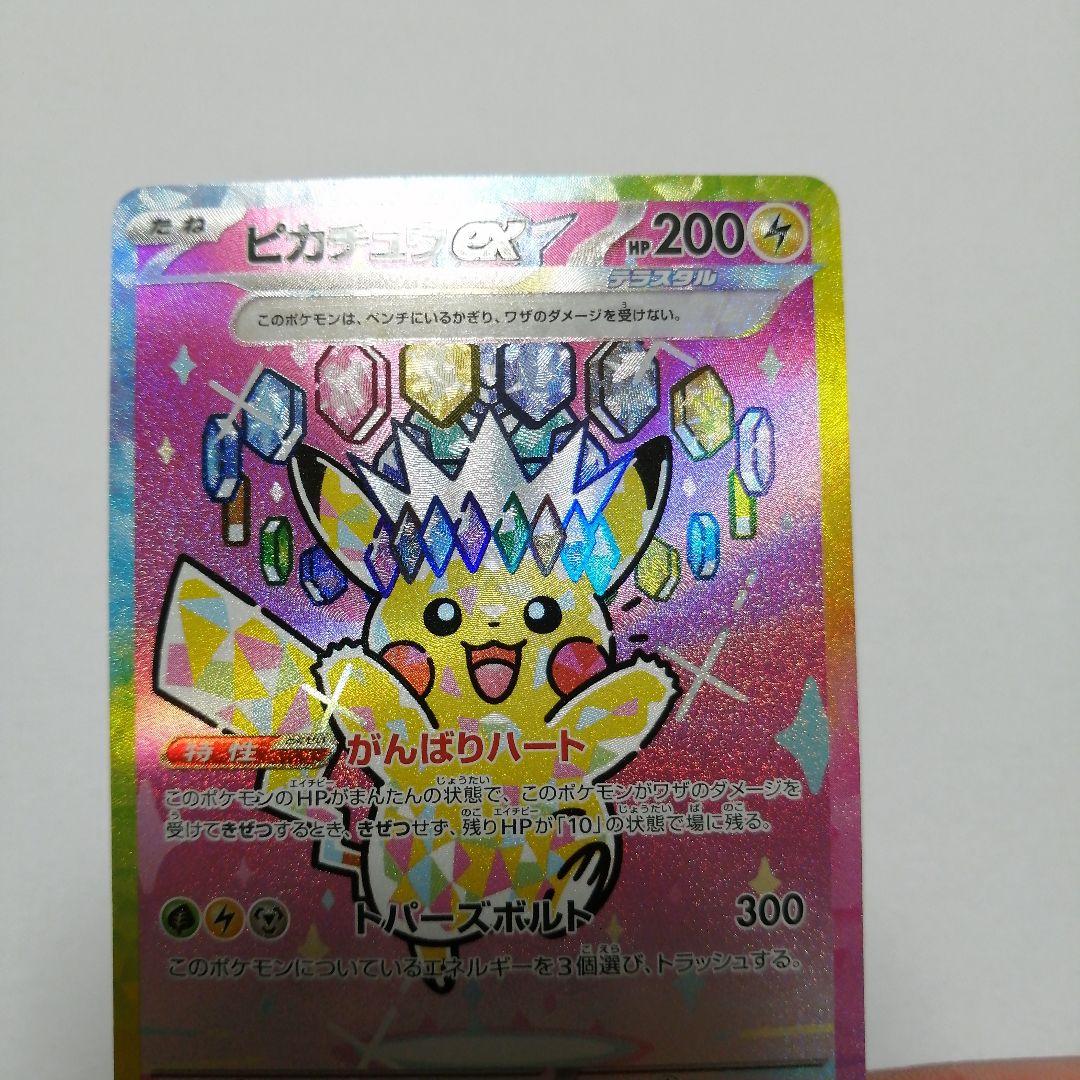 たね ピカチュウex HP200
テラスタル
このポケモンは、ベンチにいるかぎり、ワザのダメージを受けない。
特性 がんばりハート
このポケモンのHPがまんたんの状態で、このポケモンがワザのダメージを
受けてきぜつするとき、きぜつせず、残りHPが「10」の状態で場に残る。
トパーズボルト 300
このポケモンについているエネルギーを3個選び、トラッシュする。